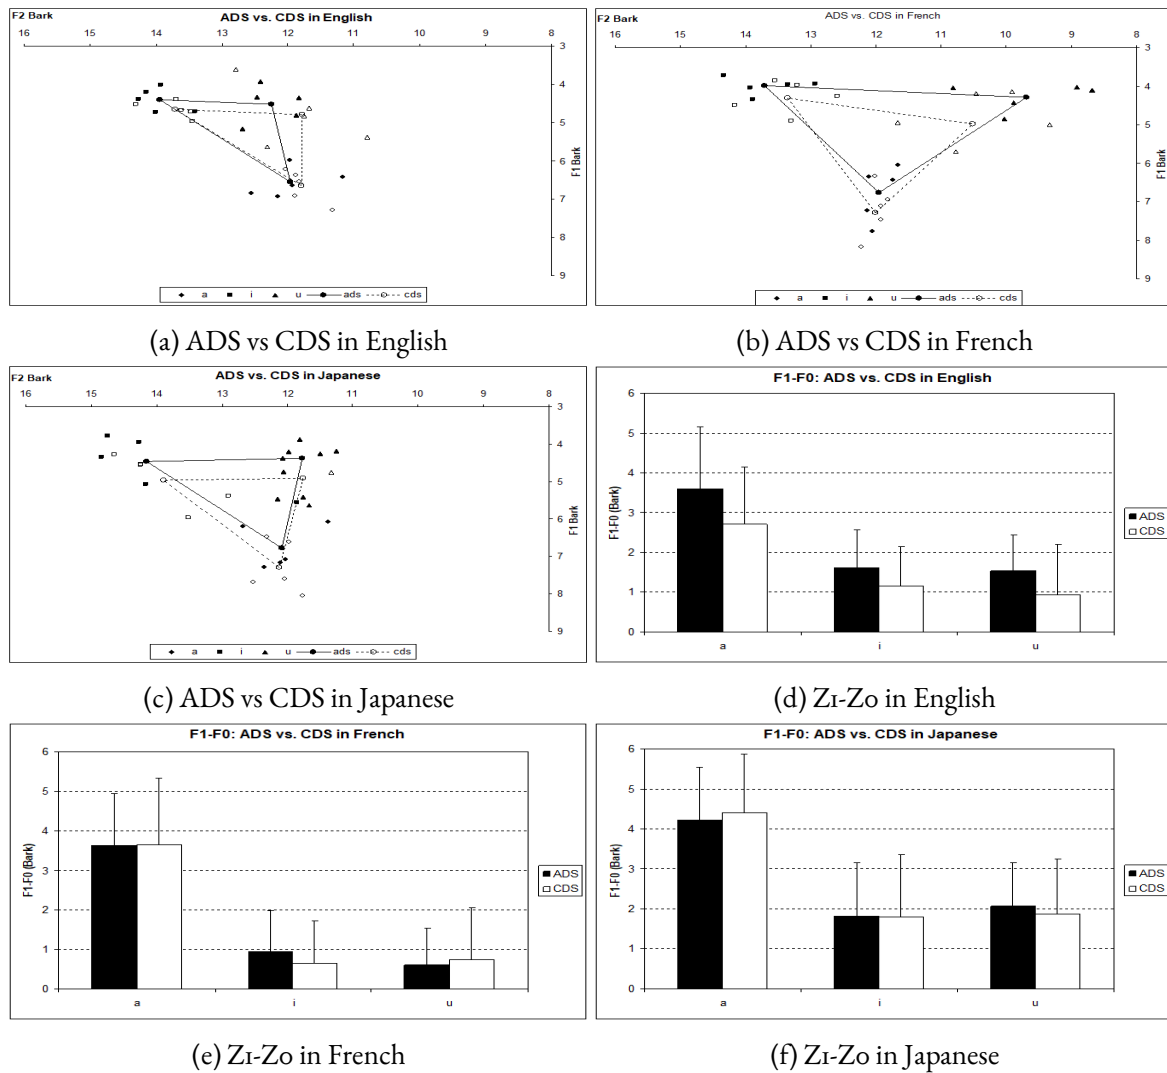 F2 Bark
ADS vs. CDS in English
16 15 14 13 12 11 10 9 8
3
4
5
6
7
8
9
F1 Bark
a i u ads cds
(a) ADS vs CDS in English
F2 Bark
ADS vs. CDS in French
16 15 14 13 12 11 10 9 8
3
4
5
6
7
8
9
F1 Bark
a i u ads cds
(b) ADS vs CDS in French
F2 Bark
ADS vs. CDS in Japanese
16 15 14 13 12 11 10 9 8
3
4
5
6
7
8
9
F1 Bark
a i u ads cds
(c) ADS vs CDS in Japanese
F1-F0: ADS vs. CDS in English
F1-F0 (Bark)
6
5
4
3
2
1
0
a i u
ADS
CDS
(d) Z1-Z0 in English
F1-F0: ADS vs. CDS in French
F1-F0 (Bark)
6
5
4
3
2
1
0
a i u
ADS
CDS
(e) Z1-Z0 in French
F1-F0: ADS vs. CDS in Japanese
F1-F0 (Bark)
6
5
4
3
2
1
0
a i u
ADS
CDS
(f) Z1-Z0 in Japanese